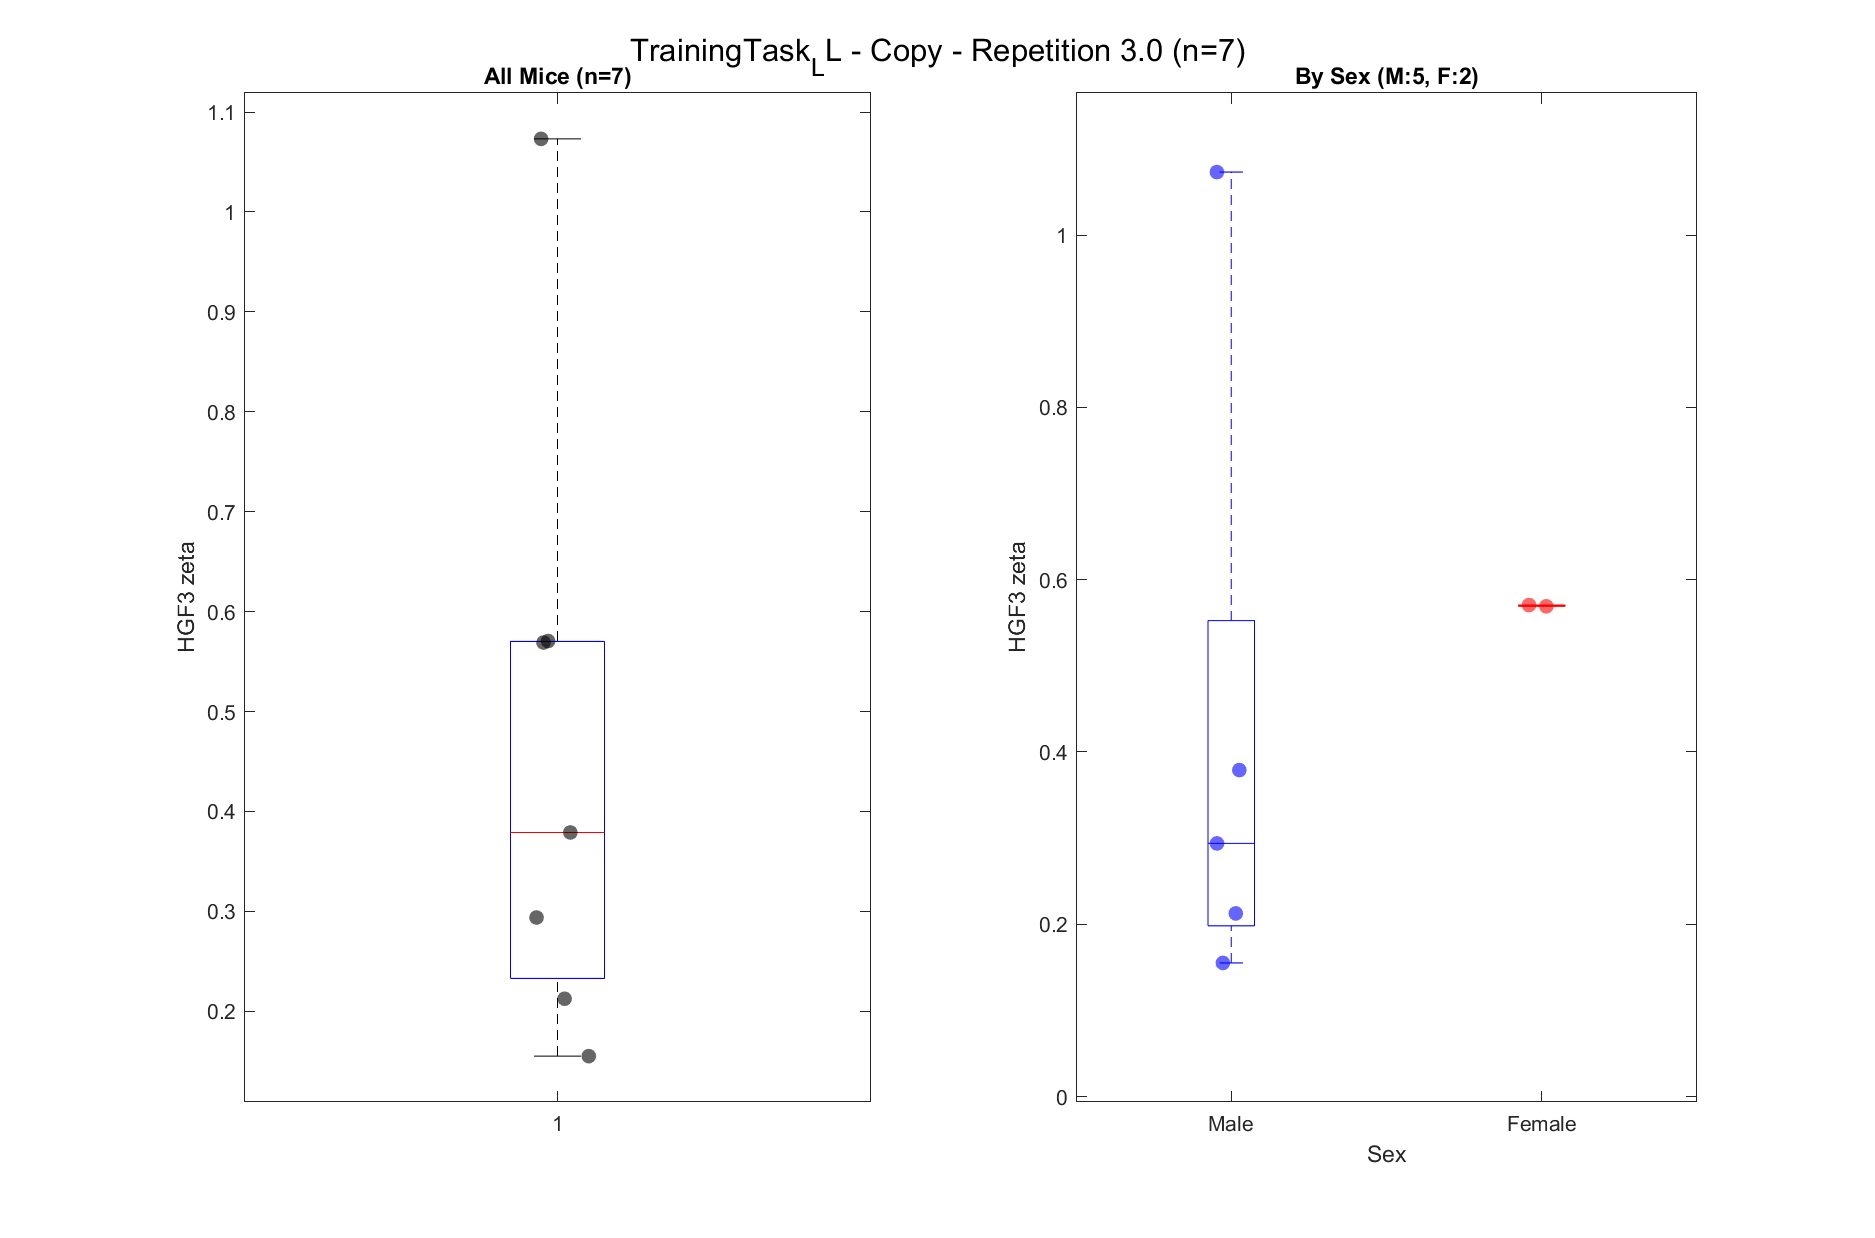 TrainingTask_LL - Copy - Repetition 3.0 (n=7)
All Mice (n=7)
1.1
1
0.9
0.8
0.7
0.6
0.5
0.4
0.3
0.2
HGF3 zeta
1
By Sex (M:5, F:2)
1
0.8
0.6
0.4
0.2
0
HGF3 zeta
Male
Female
Sex